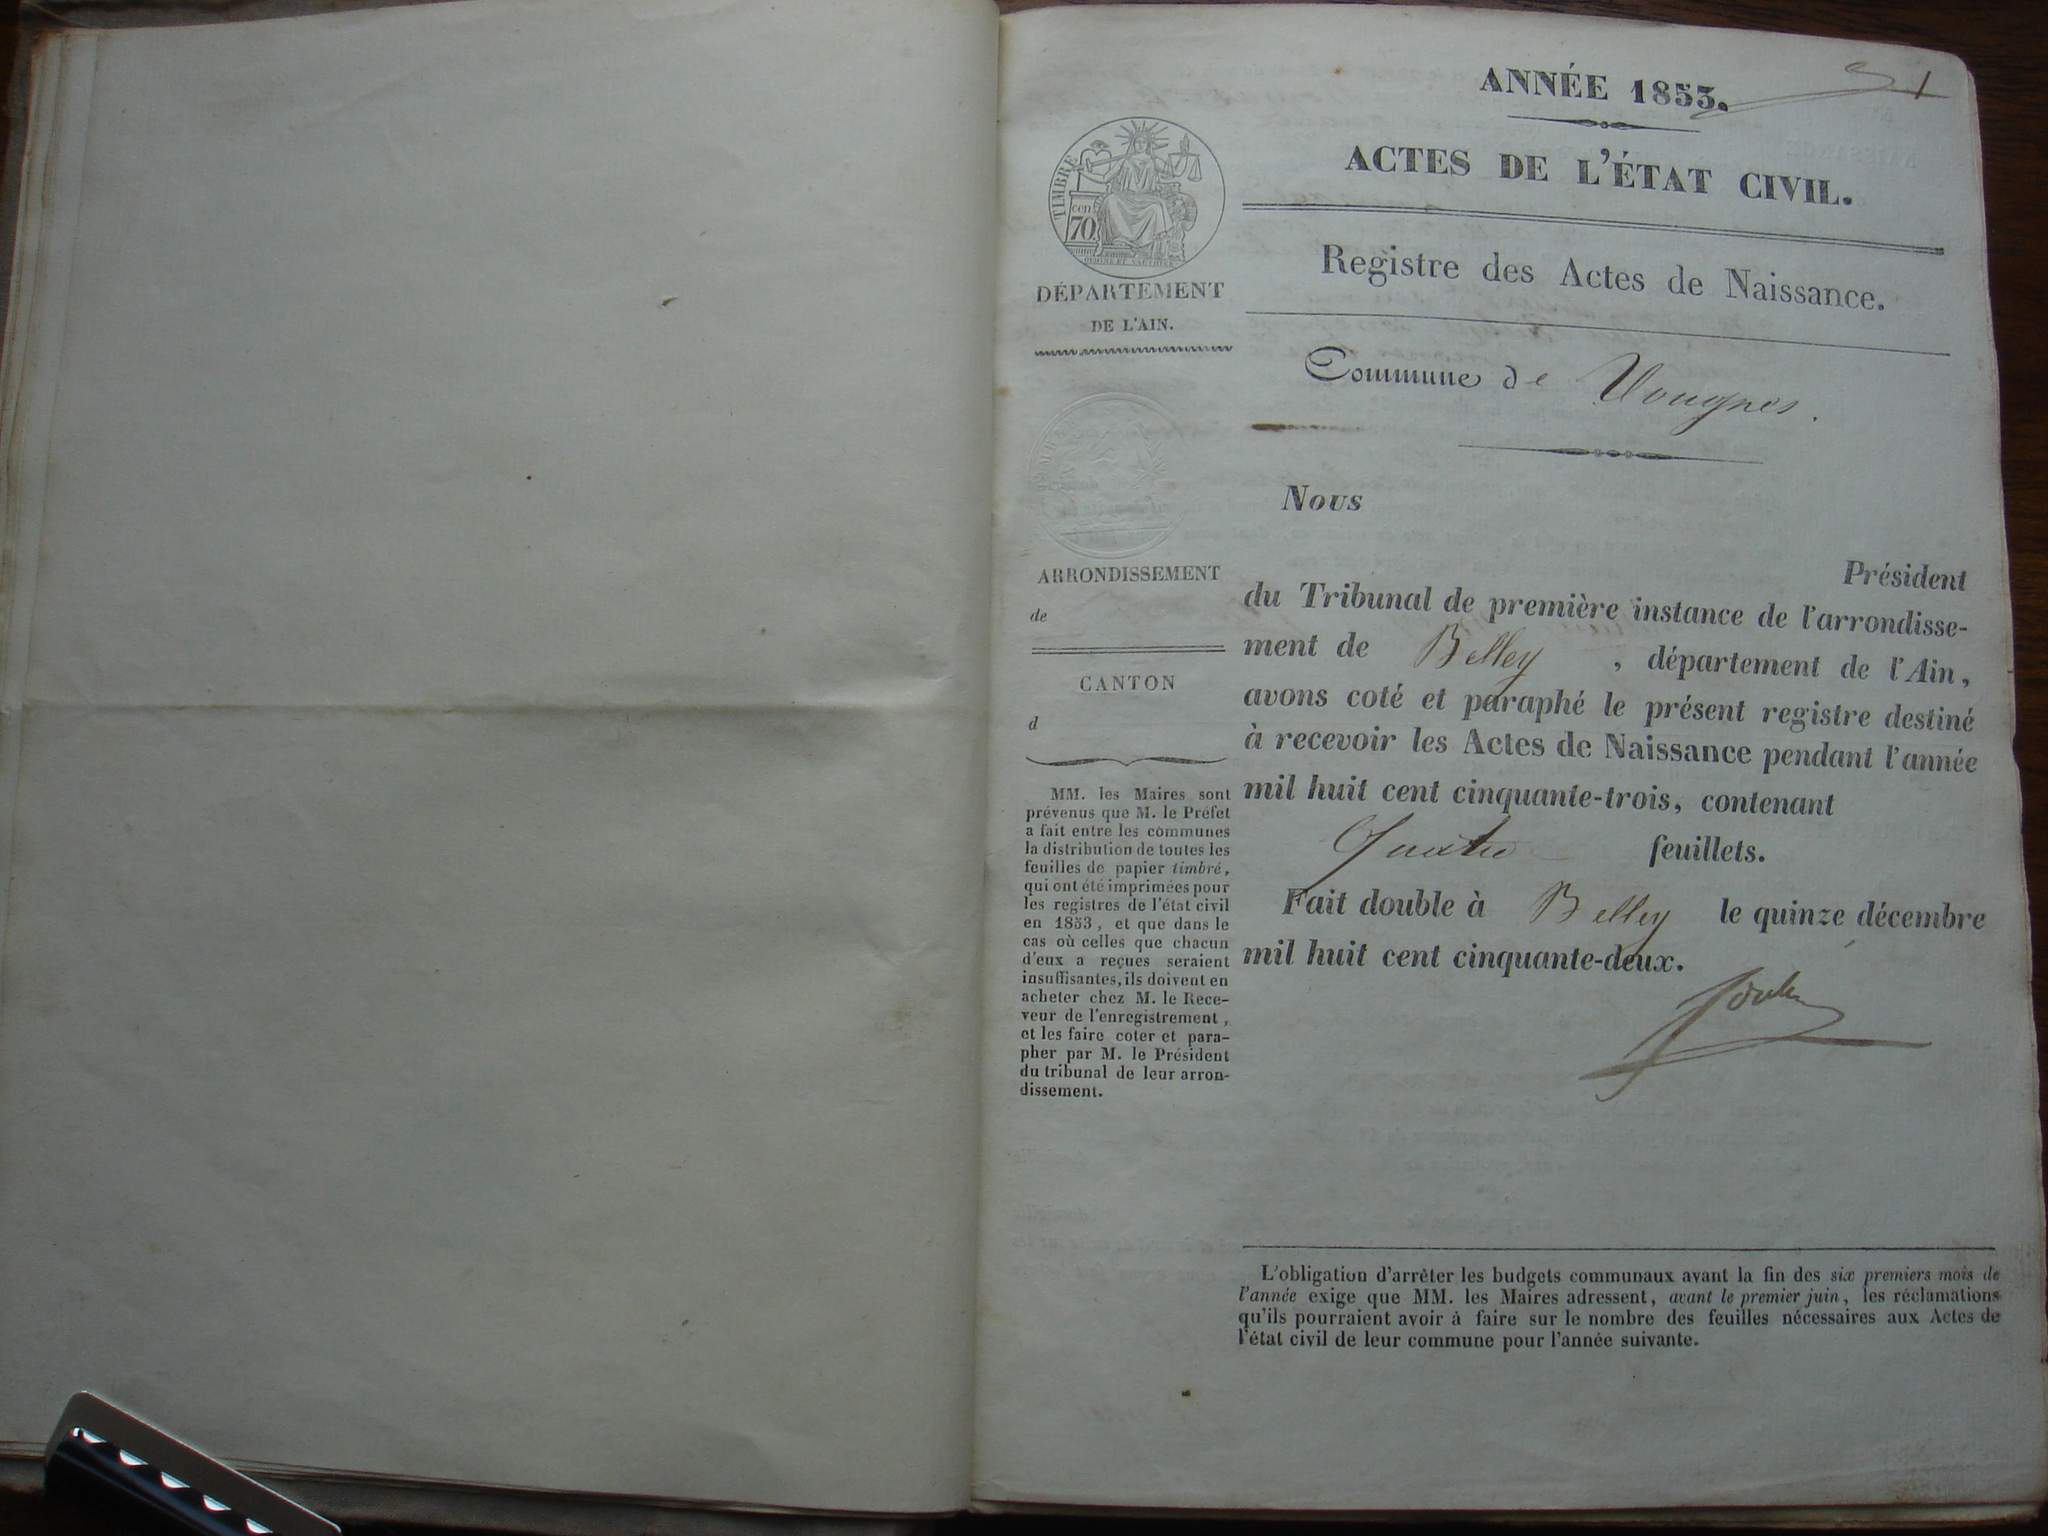 ANNÉE 1853.
1
ACTES DE L'ÉTAT CIVIL.
Registre des Actes de Naissance.
Commune de Vougnes.
TIMBRE
cen
70.
DÉPARTEMENT
DE L'AIN.
ARRONDISSEMENT
de
CANTON
d
MM. les Maires sont
prévenus que M. le Préfet
a fait entre les communes
la distribution de toutes les
feuilles de papier timbré,
qui ont été imprimées pour
les registres de l'état civil
en 1853, et que dans le
cas où celles que chacun
d'eux a reçues seraient
insuffisantes, ils doivent en
acheter chez M. le Rece-
veur de l'enregistrement,
et les faire coter et para-
pher par M. le Président
du tribunal de leur arron-
dissement.
Nous
Président
du Tribunal de première instance de l'arrondisse-
ment de Belley, département de l'Ain,
avons coté et paraphé le présent registre destiné
à recevoir les Actes de Naissance pendant l'année
mil huit cent cinquante-trois, contenant
Quatre feuillets.
Fait double à Belley le quinze décembre
mil huit cent cinquante-deux.
L'obligation d'arrêter les budgets communaux avant la fin des six premiers mois de
l'année exige que MM. les Maires adressent, avant le premier juin, les réclamations
qu'ils pourraient avoir à faire sur le nombre des feuilles nécessaires aux Actes de
l'état civil de leur commune pour l'année suivante.